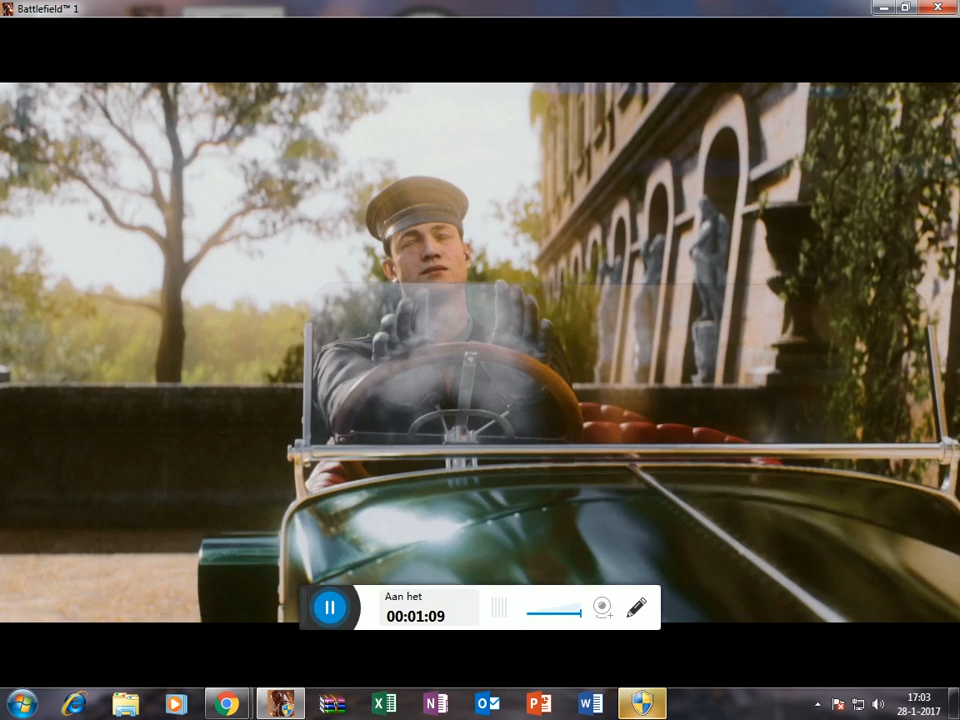 Battlefield™ 1
Aan het
00:01:09
17:03
28-1-2017